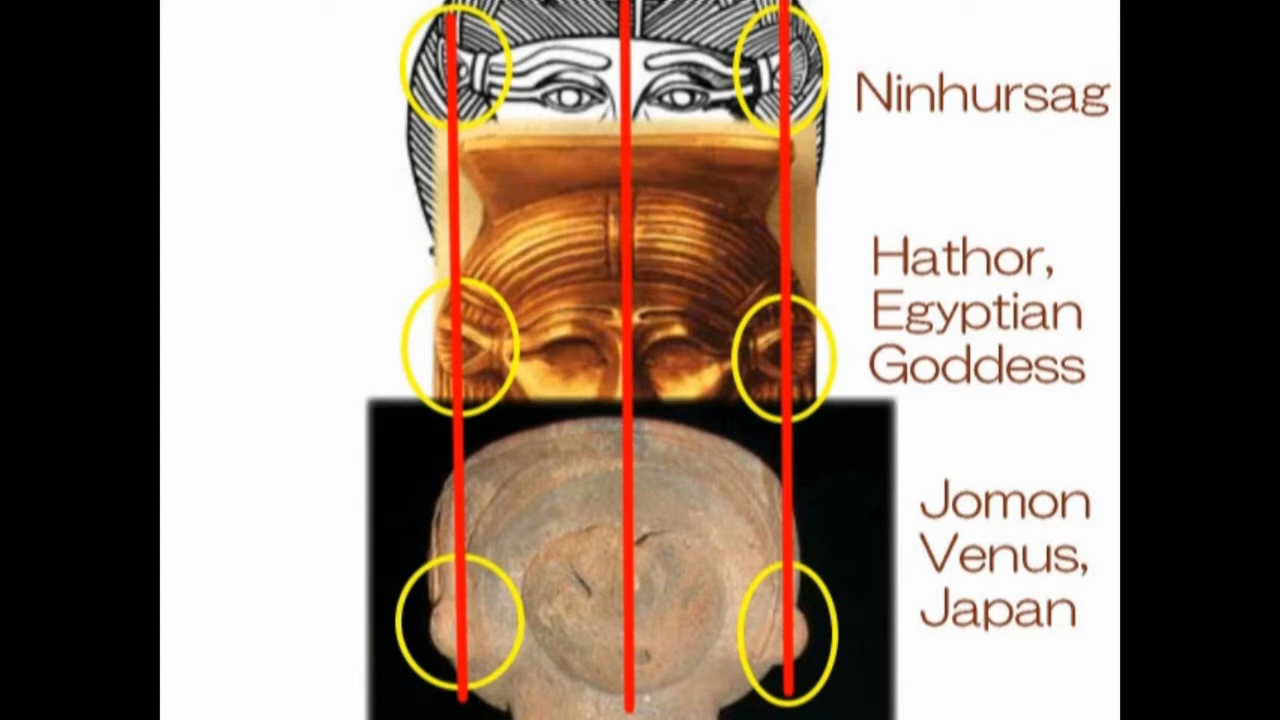 Ninhursag
Hathor,
Egyptian
Goddess
Jomon
Venus,
Japan